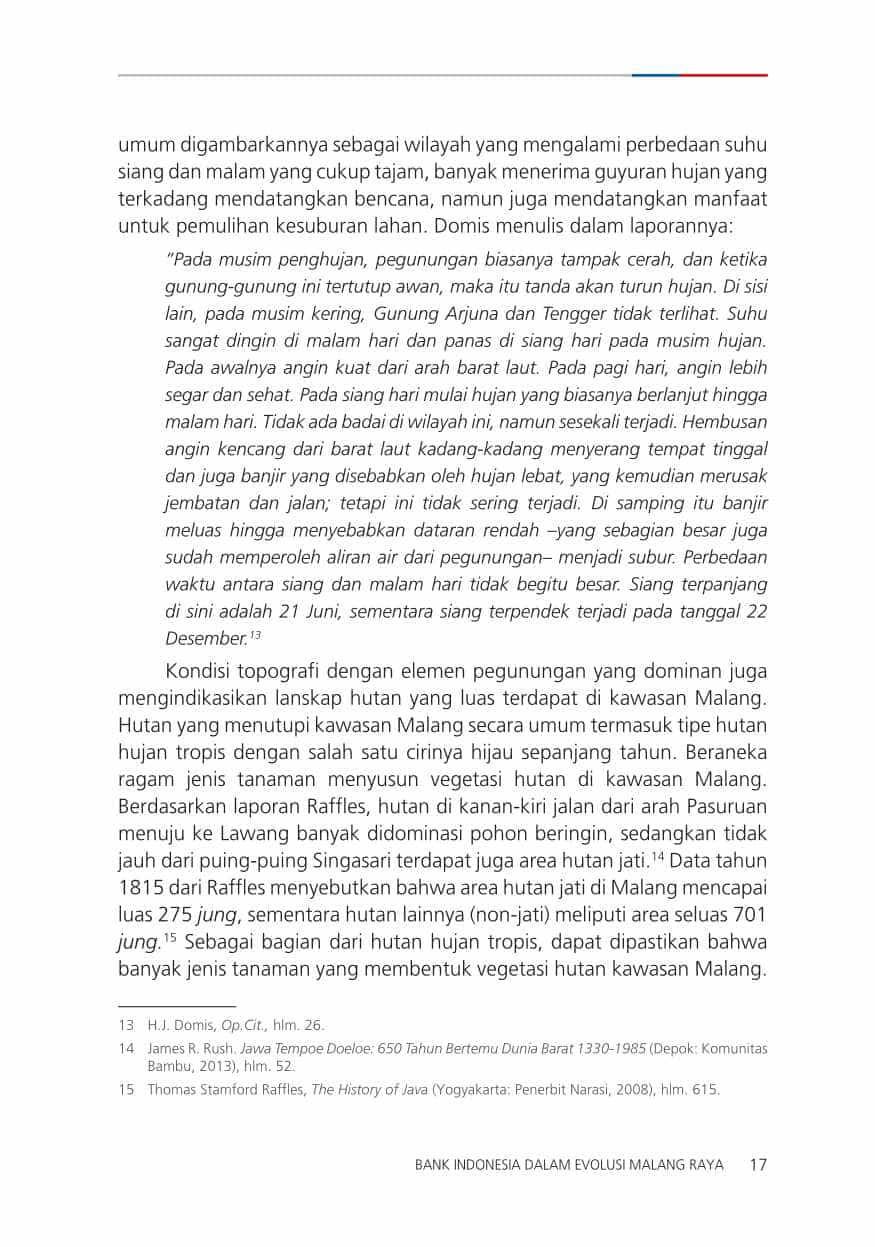 umum digambarkannya sebagai wilayah yang mengalami perbedaan suhu
siang dan malam yang cukup tajam, banyak menerima guyuran hujan yang
terkadang mendatangkan bencana, namun juga mendatangkan manfaat
untuk pemulihan kesuburan lahan. Domis menulis dalam laporannya:
"Pada musim penghujan, pegunungan biasanya tampak cerah, dan ketika
gunung-gunung ini tertutup awan, maka itu tanda akan turun hujan. Di sisi
lain, pada musim kering, Gunung Arjuna dan Tengger tidak terlihat. Suhu
sangat dingin di malam hari dan panas di siang hari pada musim hujan.
Pada awalnya angin kuat dari arah barat laut. Pada pagi hari, angin lebih
segar dan sehat. Pada siang hari mulai hujan yang biasanya berlanjut hingga
malam hari. Tidak ada badai di wilayah ini, namun sesekali terjadi. Hembusan
angin kencang dari barat laut kadang-kadang menyerang tempat tinggal
dan juga banjir yang disebabkan oleh hujan lebat, yang kemudian merusak
jembatan dan jalan; tetapi ini tidak sering terjadi. Di samping itu banjir
meluas hingga menyebabkan dataran rendah –yang sebagian besar juga
sudah memperoleh aliran air dari pegunungan– menjadi subur. Perbedaan
waktu antara siang dan malam hari tidak begitu besar. Siang terpanjang
di sini adalah 21 Juni, sementara siang terpendek terjadi pada tanggal 22
Desember.13
Kondisi topografi dengan elemen pegunungan yang dominan juga
mengindikasikan lanskap hutan yang luas terdapat di kawasan Malang.
Hutan yang menutupi kawasan Malang secara umum termasuk tipe hutan
hujan tropis dengan salah satu cirinya hijau sepanjang tahun. Beraneka
ragam jenis tanaman menyusun vegetasi hutan di kawasan Malang.
Berdasarkan laporan Raffles, hutan di kanan-kiri jalan dari arah Pasuruan
menuju ke Lawang banyak didominasi pohon beringin, sedangkan tidak
jauh dari puing-puing Singasari terdapat juga area hutan jati.14 Data tahun
1815 dari Raffles menyebutkan bahwa area hutan jati di Malang mencapai
luas 275 jung, sementara hutan lainnya (non-jati) meliputi area seluas 701
jung.15 Sebagai bagian dari hutan hujan tropis, dapat dipastikan bahwa
banyak jenis tanaman yang membentuk vegetasi hutan kawasan Malang.
13 H.J. Domis, Op.Cit., hlm. 26.
14 James R. Rush. Jawa Tempoe Doeloe: 650 Tahun Bertemu Dunia Barat 1330-1985 (Depok: Komunitas
Bambu, 2013), hlm. 52.
15 Thomas Stamford Raffles, The History of Java (Yogyakarta: Penerbit Narasi, 2008), hlm. 615.
BANK INDONESIA DALAM EVOLUSI MALANG RAYA 17